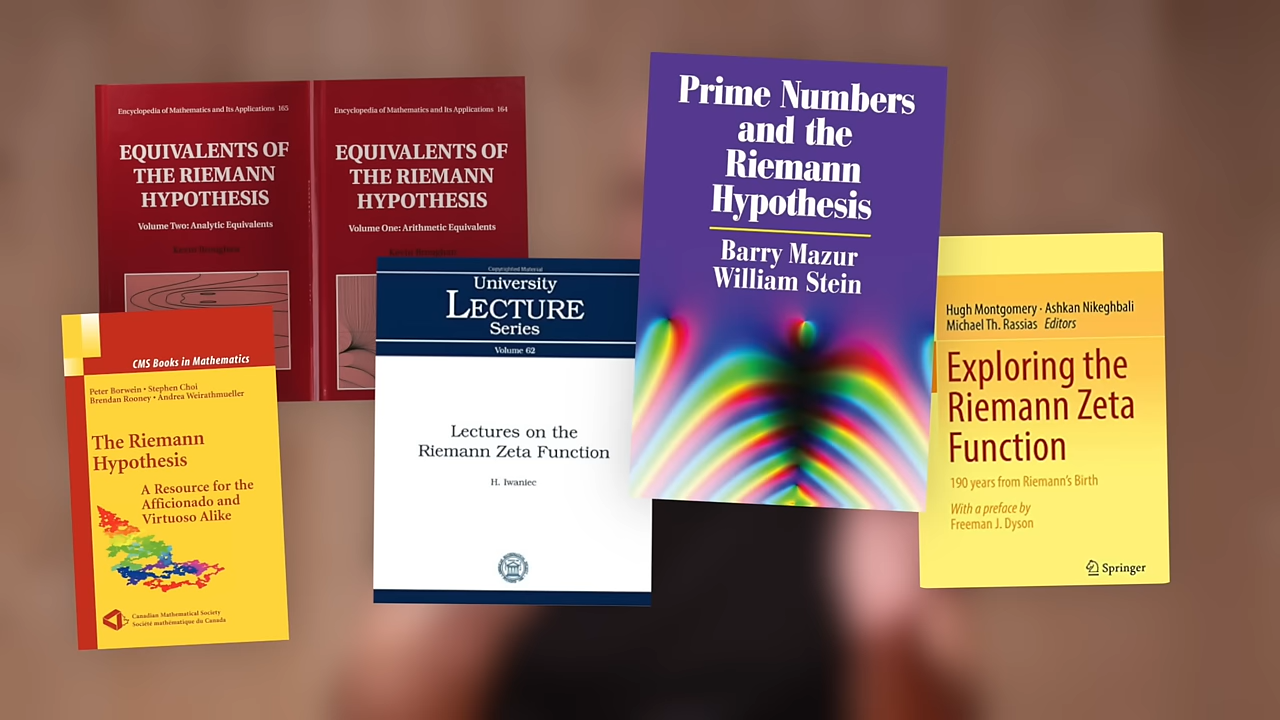 Encyclopedia of Mathematics and Its Applications 165
EQUIVALENTS OF
THE RIEMANN
HYPOTHESIS
Volume Two: Analytic Equivalents
Encyclopedia of Mathematics and Its Applications 164
EQUIVALENTS OF
THE RIEMANN
HYPOTHESIS
Volume One: Arithmetic Equivalents
CMS Books in Mathematics
Peter Borwein • Stephen Choi
Brendan Rooney • Andrea Weirathmueller
The Riemann
Hypothesis
A Resource for the
Afficionado and
Virtuoso Alike
Canadian Mathematical Society
Société mathématique du Canada
Copyrighted Material
University
LECTURE
Series
Volume 62
Lectures on the
Riemann Zeta Function
H. Iwaniec
Prime Numbers
and the
Riemann
Hypothesis
Barry Mazur
William Stein
Hugh Montgomery · Ashkan Nikeghbali
Michael Th. Rassias Editors
Exploring the
Riemann Zeta
Function
190 years from Riemann's Birth
With a preface by
Freeman J. Dyson
Springer